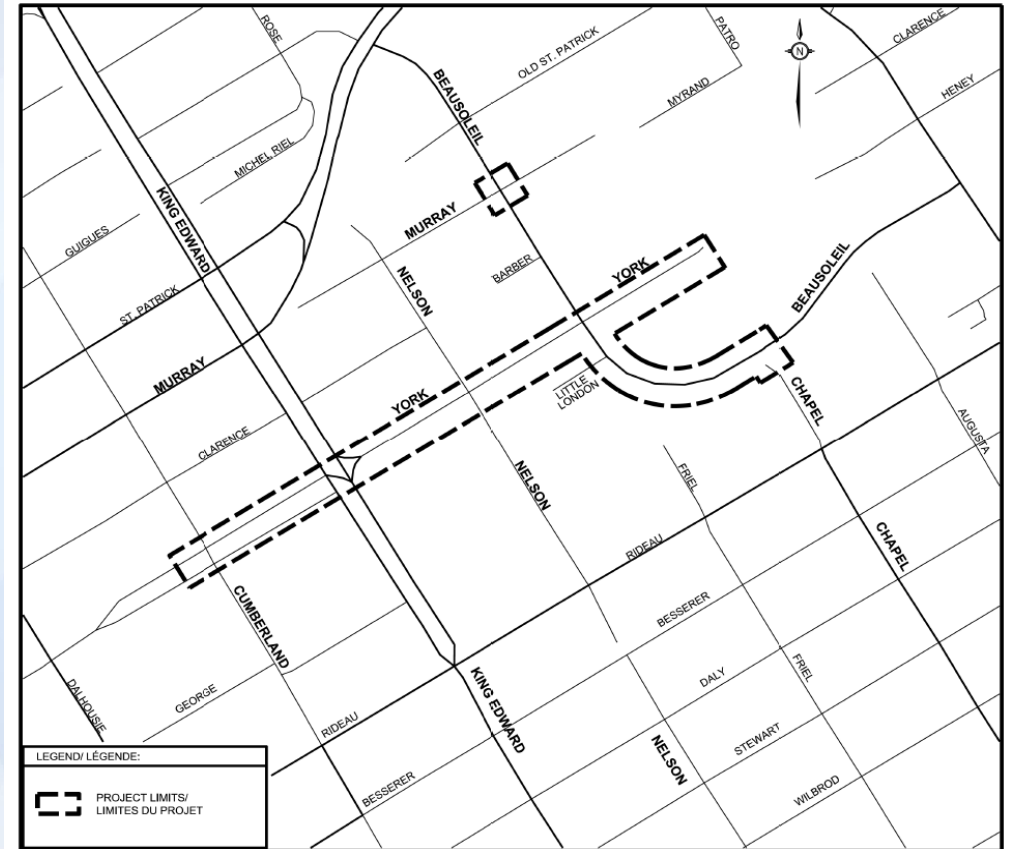 ROSE
PATRO
CLARENCE
OLD ST. PATRICK
N
BEAUSOLEIL
MYRAND
HENEY
MICHEL RIEL
KING EDWARD
MURRAY
GUIGUES
NELSON
BARBER
YORK
BEAUSOLEIL
ST. PATRICK
MURRAY
YORK
LITTLE
LONDON
CHAPEL
CLARENCE
AUGUSTA
NELSON
FRIEL
RIDEAU
CHAPEL
CUMBERLAND
BESSERER
DALHOUSIE
GEORGE
DALY
FRIEL
KING EDWARD
RIDEAU
STEWART
NELSON
BESSERER
WILBROD
LEGEND/ LÉGENDE:
PROJECT LIMITS/
LIMITES DU PROJET